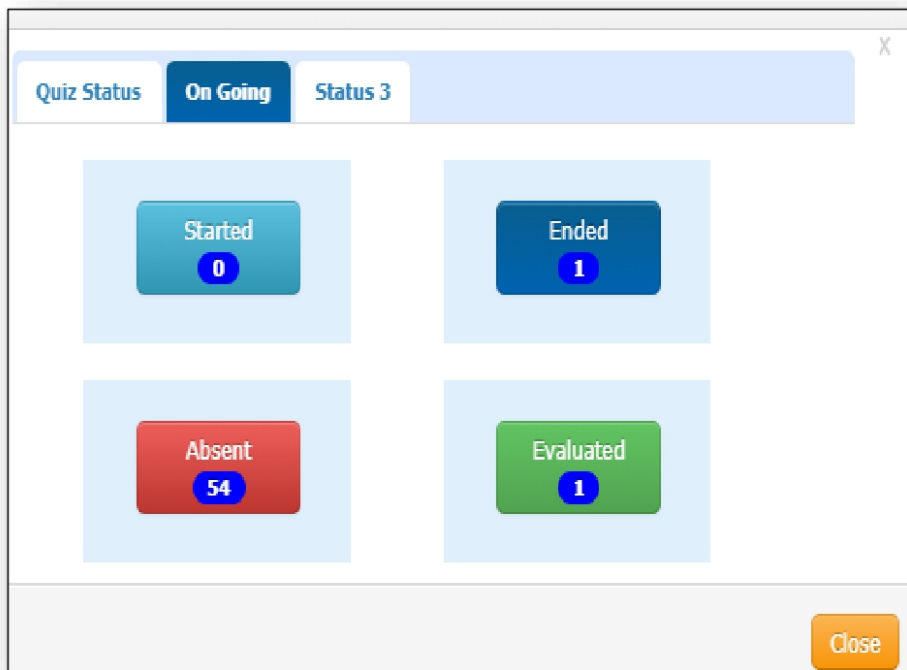 X
Quiz Status On Going Status 3
Started Ended
0 1
Absent Evaluated
54 1
Close